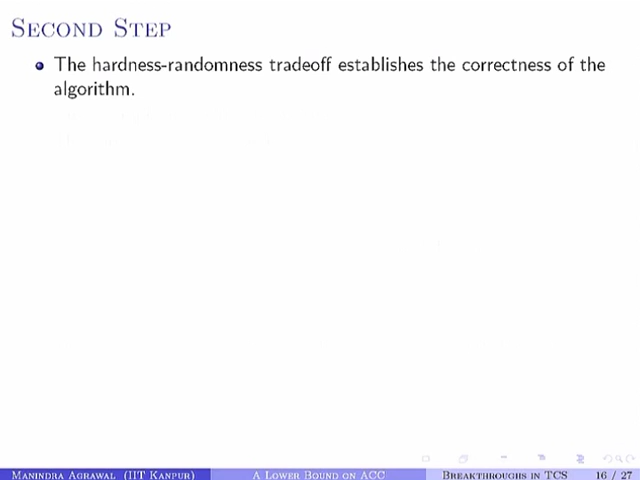 Second Step
The hardness-randomness tradeoff establishes the correctness of the
algorithm.
Manindra Agrawal (IIT Kanpur)
A Lower Bound on ACC
Breakthroughs in TCS
16 / 27